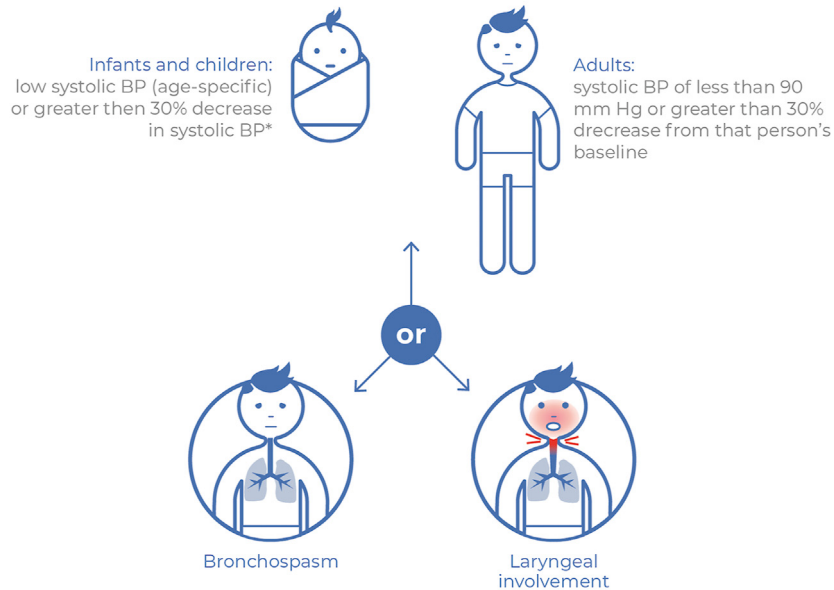 Infants and children:
low systolic BP (age-specific)
or greater then 30% decrease
in systolic BP*
Adults:
systolic BP of less than 90
mm Hg or greater than 30%
drecrease from that person's
baseline
or
Bronchospasm
Laryngeal
involvement